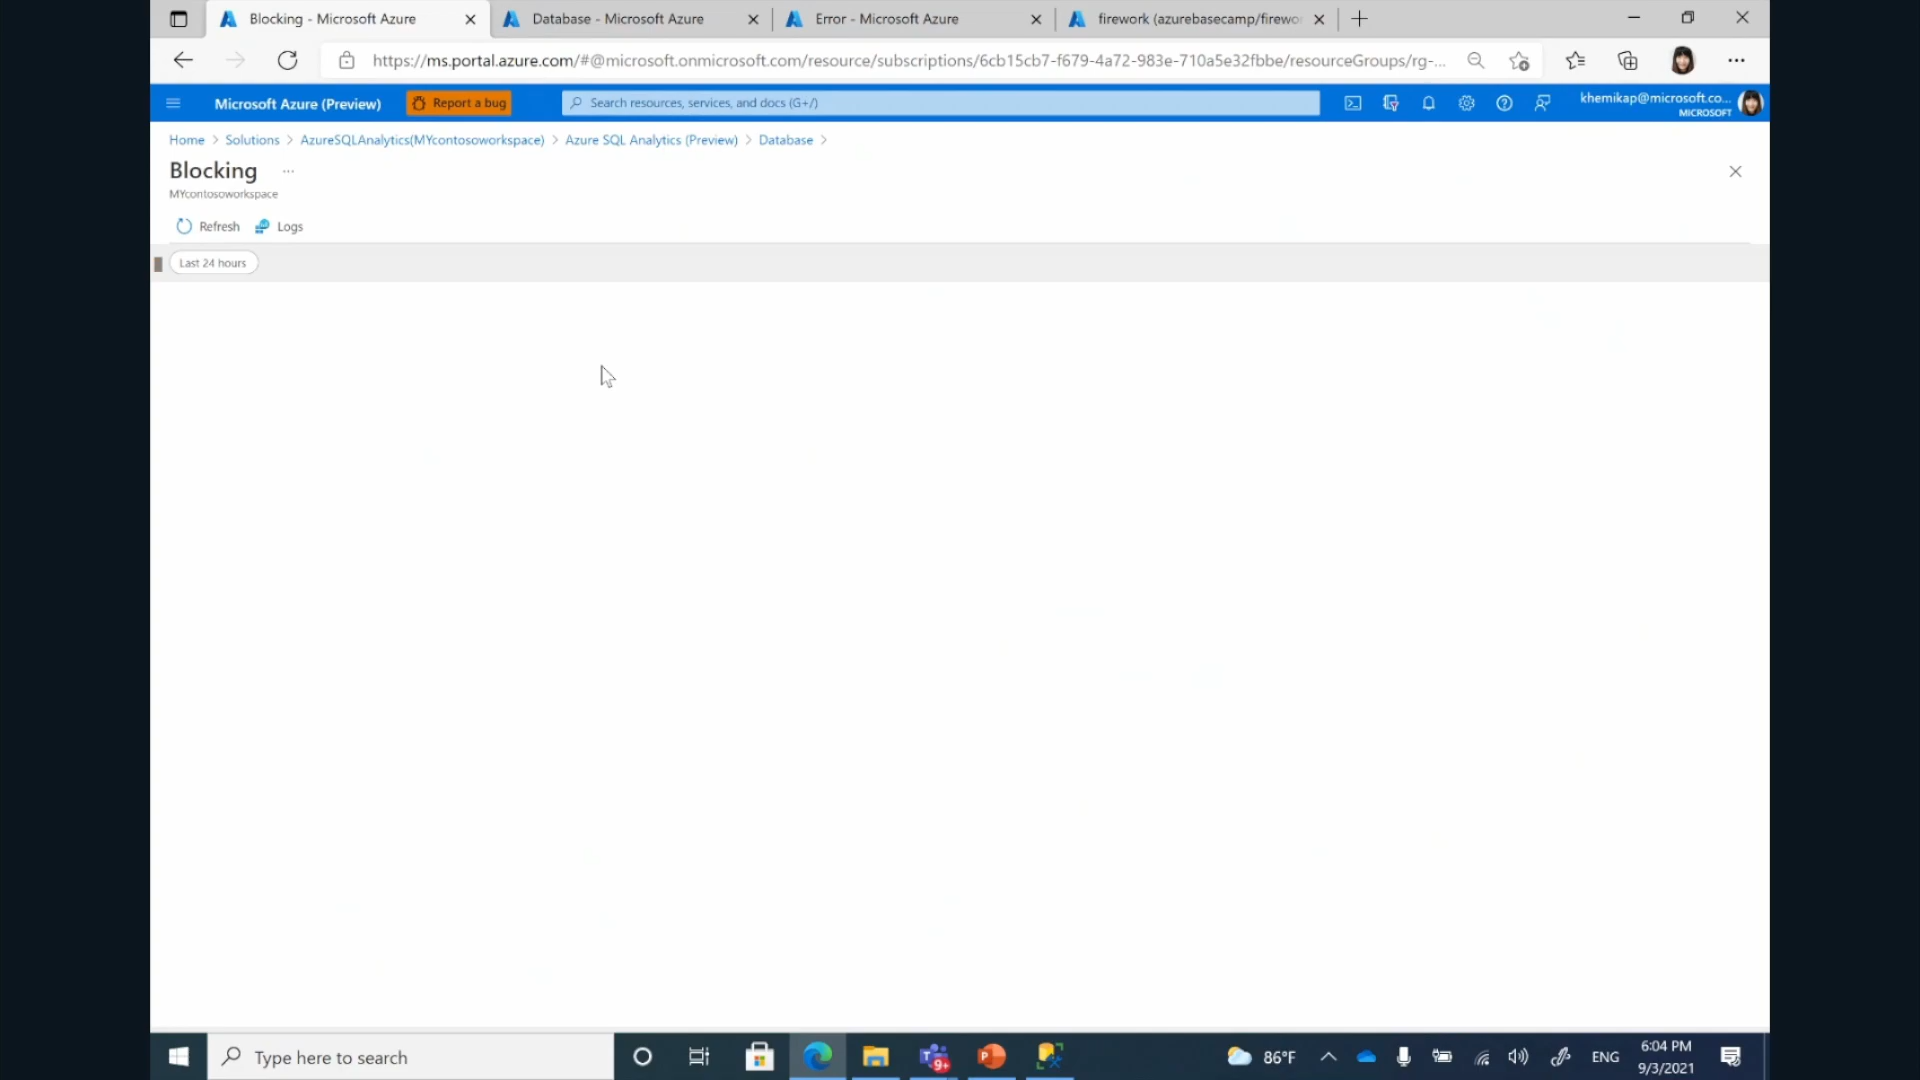 Blocking - Microsoft Azure
Database - Microsoft Azure
Error - Microsoft Azure
firework (azurebasecamp/firewo
https://ms.portal.azure.com/#@microsoft.onmicrosoft.com/resource/subscriptions/6cb15cb7-f679-4a72-983e-710a5e32fbbe/resourceGroups/rg-...
Microsoft Azure (Preview)
Report a bug
Search resources, services, and docs (G+/)
khemikap@microsoft.co...
MICROSOFT
Home > Solutions > AzureSQLAnalytics(MYcontosoworkspace) > Azure SQL Analytics (Preview) > Database >
Blocking ...
MYcontosoworkspace
Refresh
Logs
Last 24 hours
Type here to search
9+
86°F
ENG
6:04 PM
9/3/2021